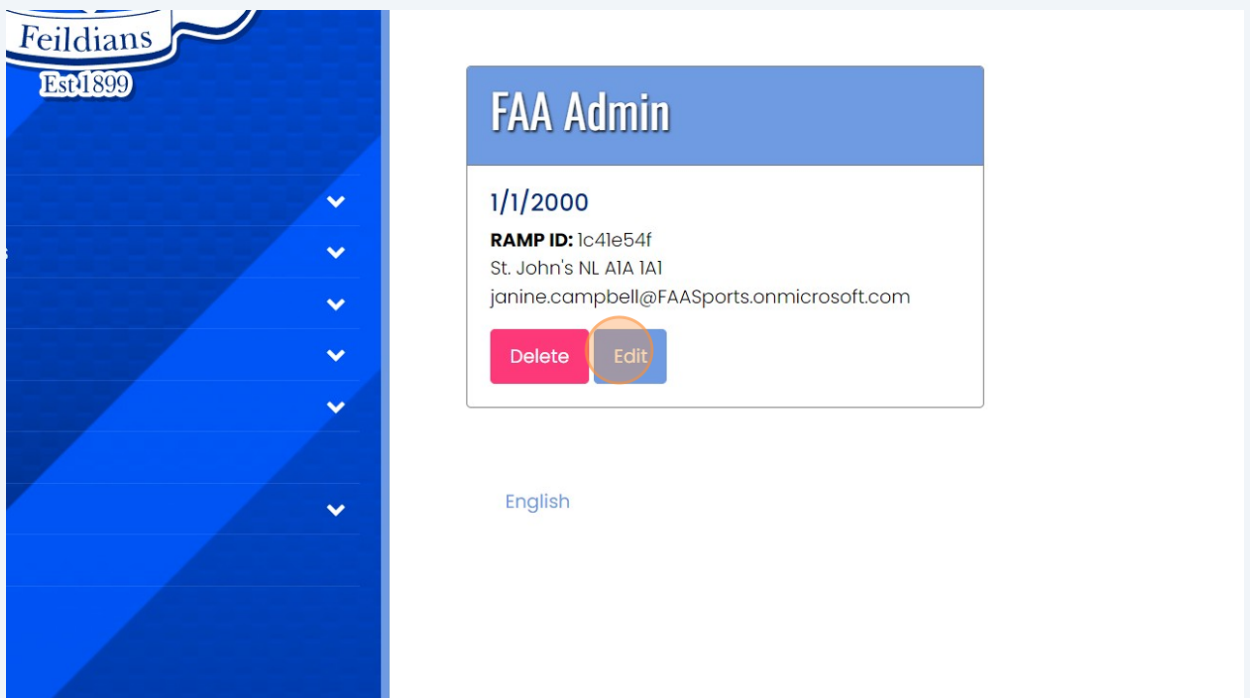 Feildians
Est 1899
FAA Admin
1/1/2000
RAMP ID: 1c41e54f
St. John's NL A1A 1A1
janine.campbell@FAASports.onmicrosoft.com
Delete Edit
English